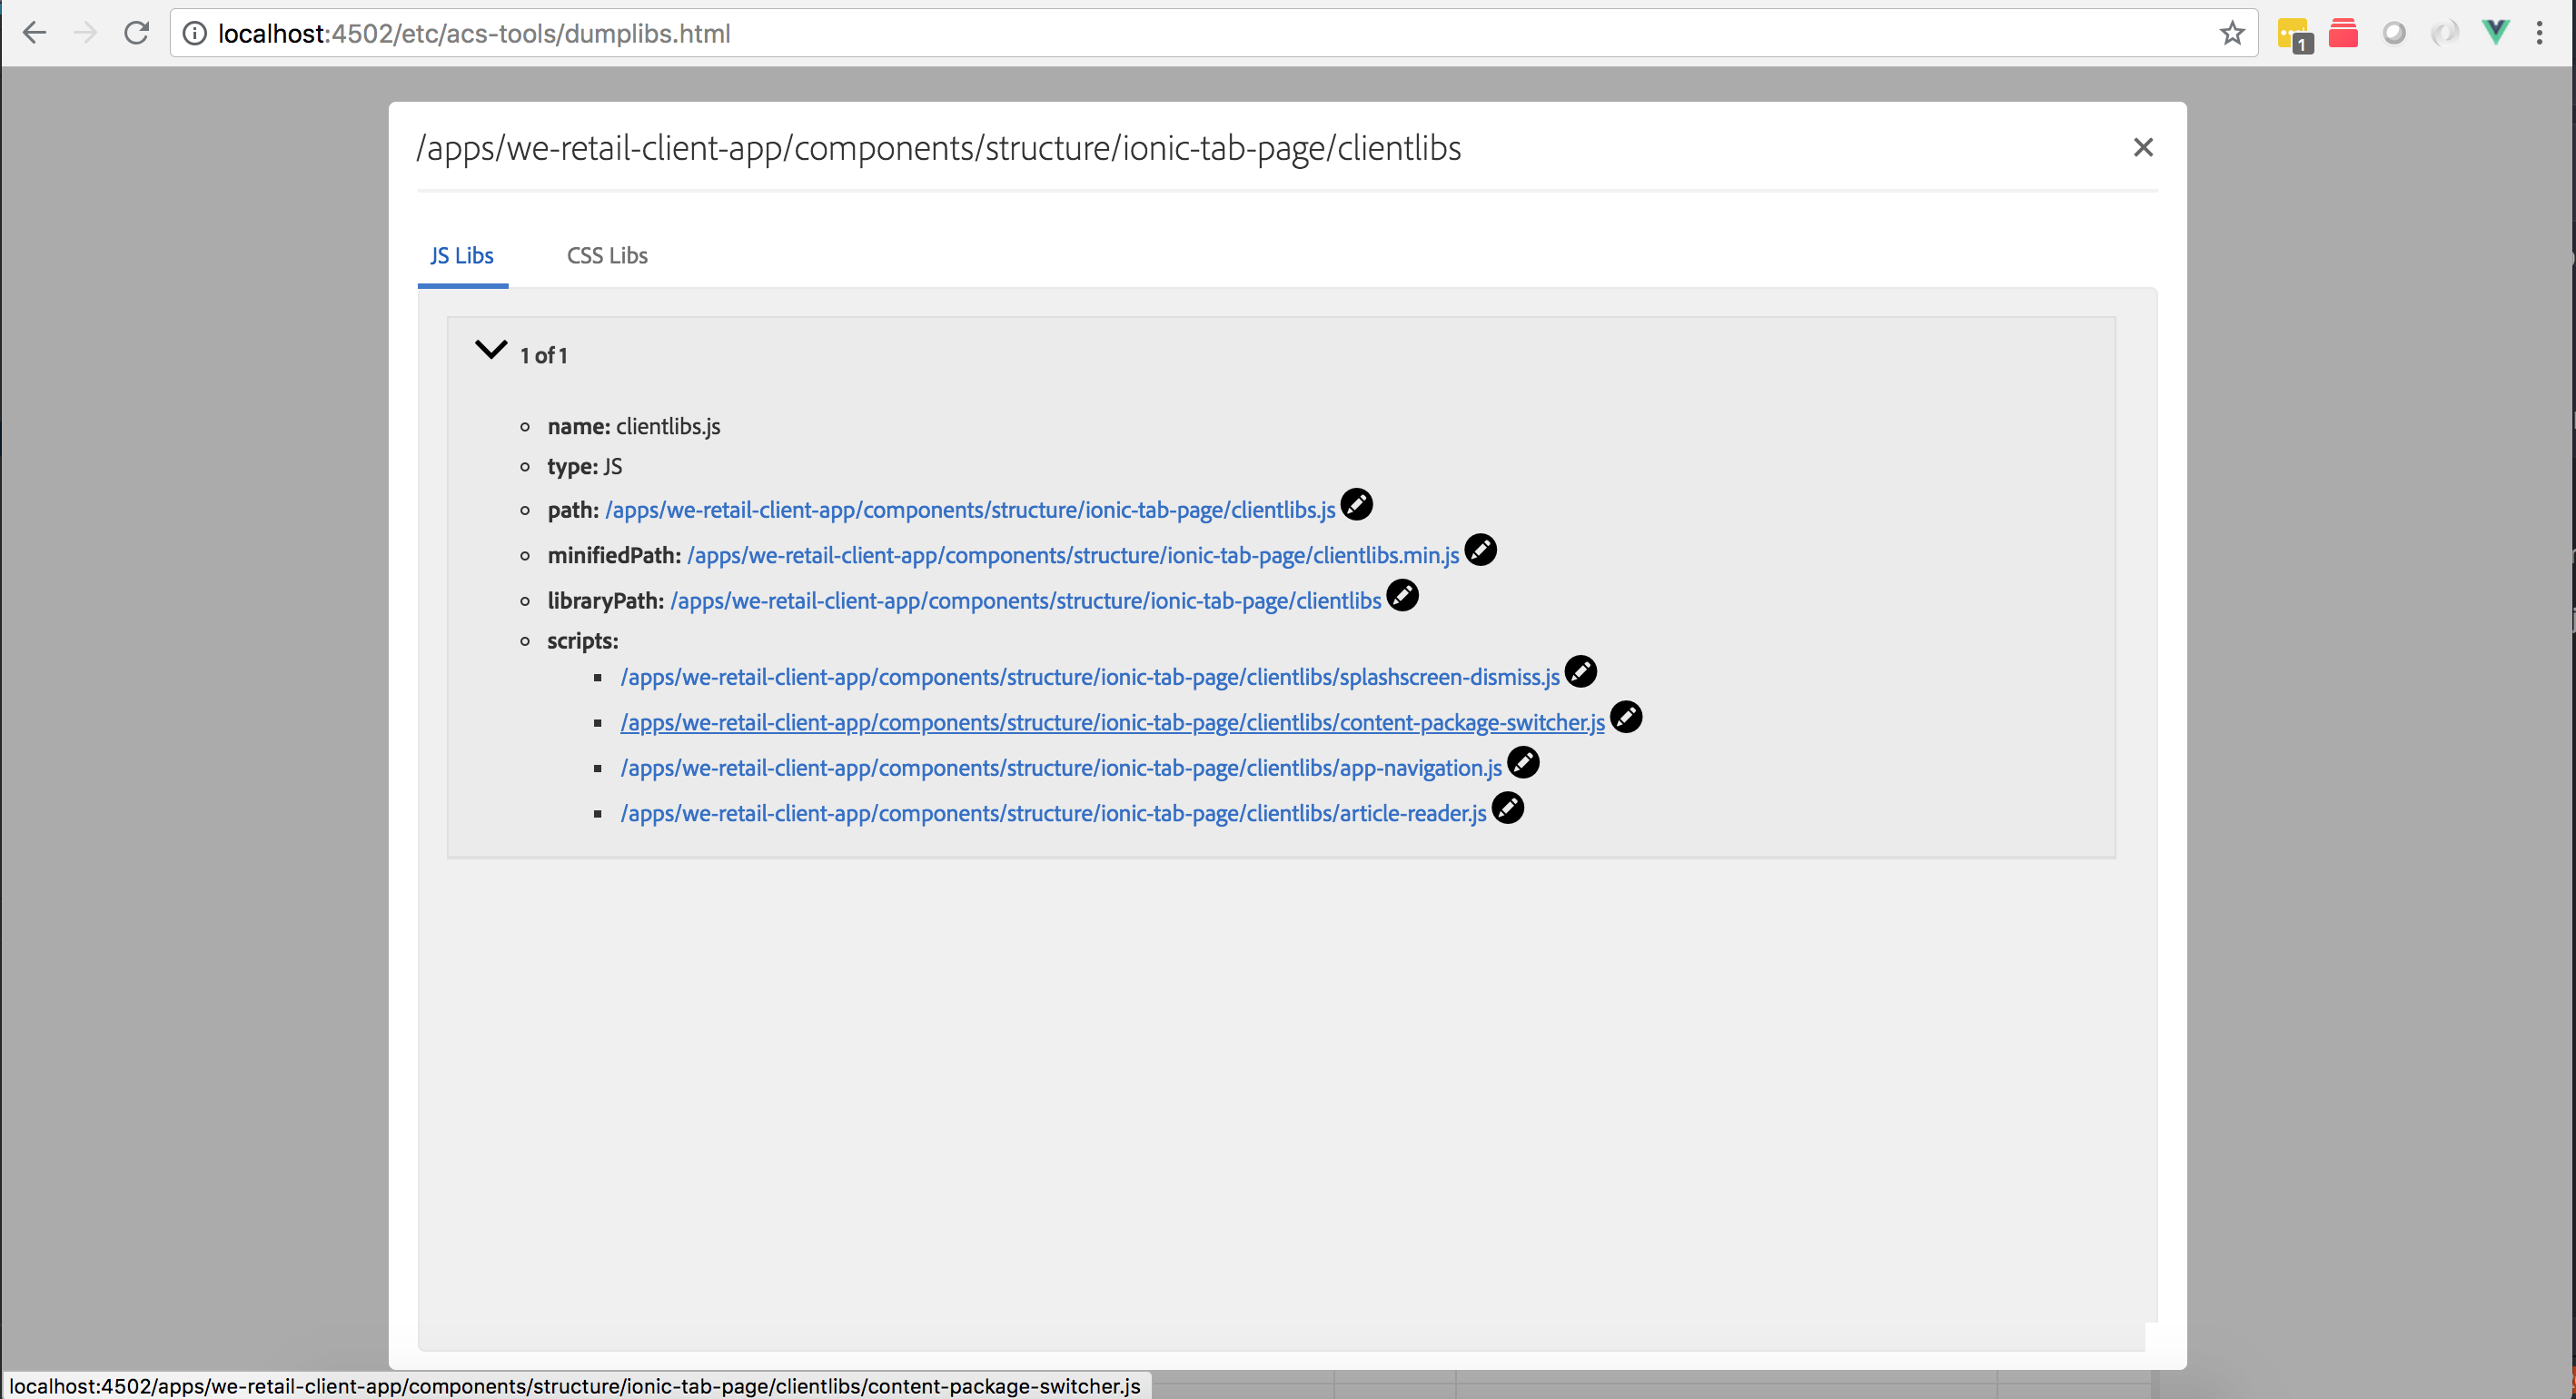 localhost:4502/etc/acs-tools/dumplibs.html
1
/apps/we-retail-client-app/components/structure/ionic-tab-page/clientlibs
JS Libs
CSS Libs
1 of 1
name: clientlibs.js
type: JS
path: /apps/we-retail-client-app/components/structure/ionic-tab-page/clientlibs.js
minifiedPath: /apps/we-retail-client-app/components/structure/ionic-tab-page/clientlibs.min.js
libraryPath: /apps/we-retail-client-app/components/structure/ionic-tab-page/clientlibs
scripts:
/apps/we-retail-client-app/components/structure/ionic-tab-page/clientlibs/splashscreen-dismiss.js
/apps/we-retail-client-app/components/structure/ionic-tab-page/clientlibs/content-package-switcher.js
/apps/we-retail-client-app/components/structure/ionic-tab-page/clientlibs/app-navigation.js
/apps/we-retail-client-app/components/structure/ionic-tab-page/clientlibs/article-reader.js
localhost:4502/apps/we-retail-client-app/components/structure/ionic-tab-page/clientlibs/content-package-switcher.js